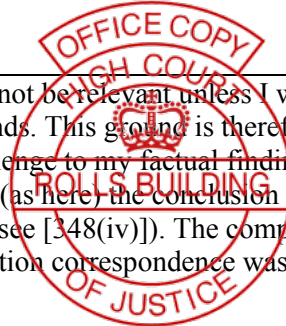 OFFICE COPY
HIGH COURT
not be relevant unless I w
nds. This ground is theref
enge to my factual finding
ROLLS BUILDING
(as here) the conclusion
see [348(iv)]). The comp
tion correspondence was
OF JUSTICE